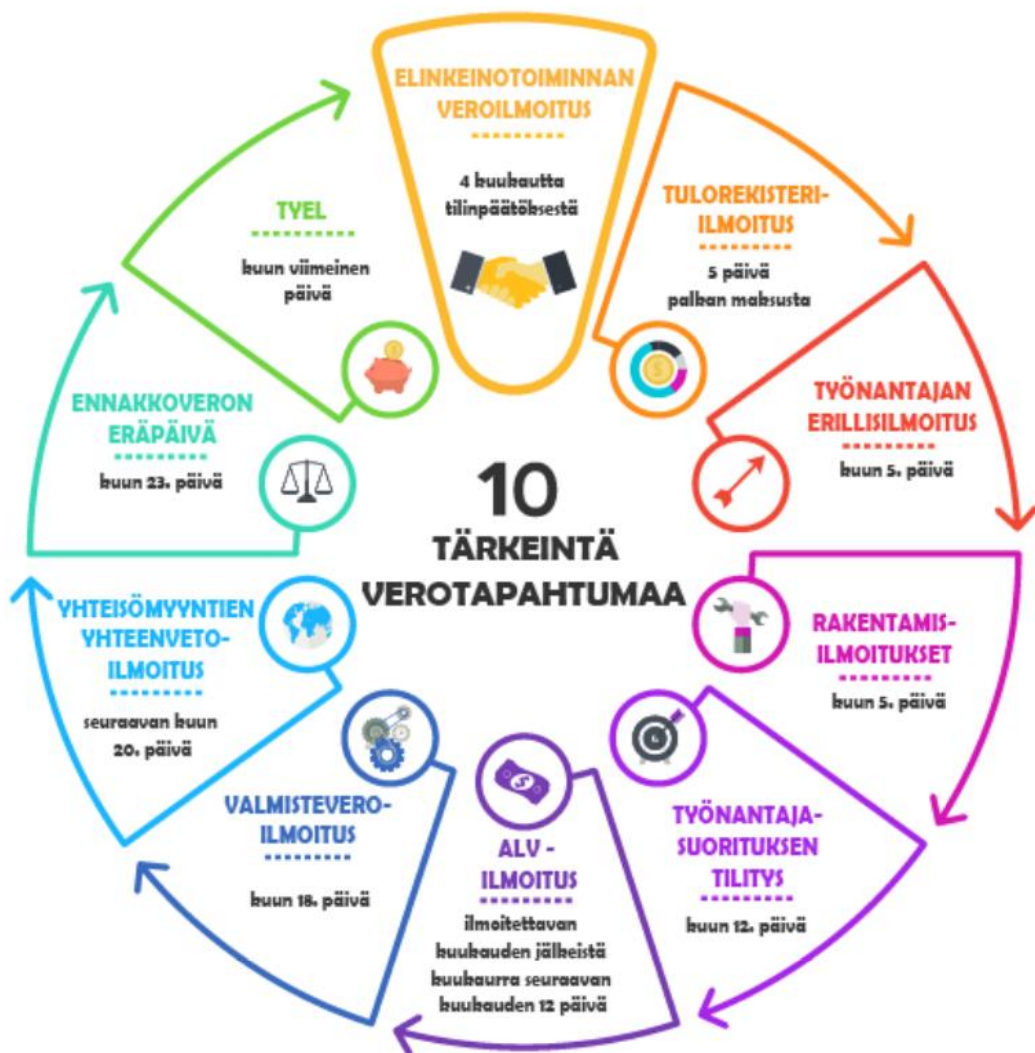 10
TÄRKEINTÄ
VEROTAPAHTUMAA
ELINKEINOTOIMINNAN
VEROILMOITUS
4 kuukautta
tilinpäätöksestä
TULOREKISTERI-
ILMOITUS
5 päivä
palkan maksusta
TYÖNANTAJAN
ERILLISILMOITUS
kuun 5. päivä
RAKENTAMIS-
ILMOITUKSET
kuun 5. päivä
TYÖNANTAJA-
SUORITUKSEN
TILITYS
kuun 12. päivä
ALV -
ILMOITUS
ilmoitettavan
kuukauden jälkeistä
kuukaurra seuraavan
kuukauden 12 päivä
VALMISTEVERO-
ILMOITUS
kuun 18. päivä
YHTEISÖMYYNTIEN
YHTEENVETO-
ILMOITUS
seuraavan kuun
20. päivä
ENNAKKOVERON
ERÄPÄIVÄ
kuun 23. päivä
TYEL
kuun viimeinen
päivä